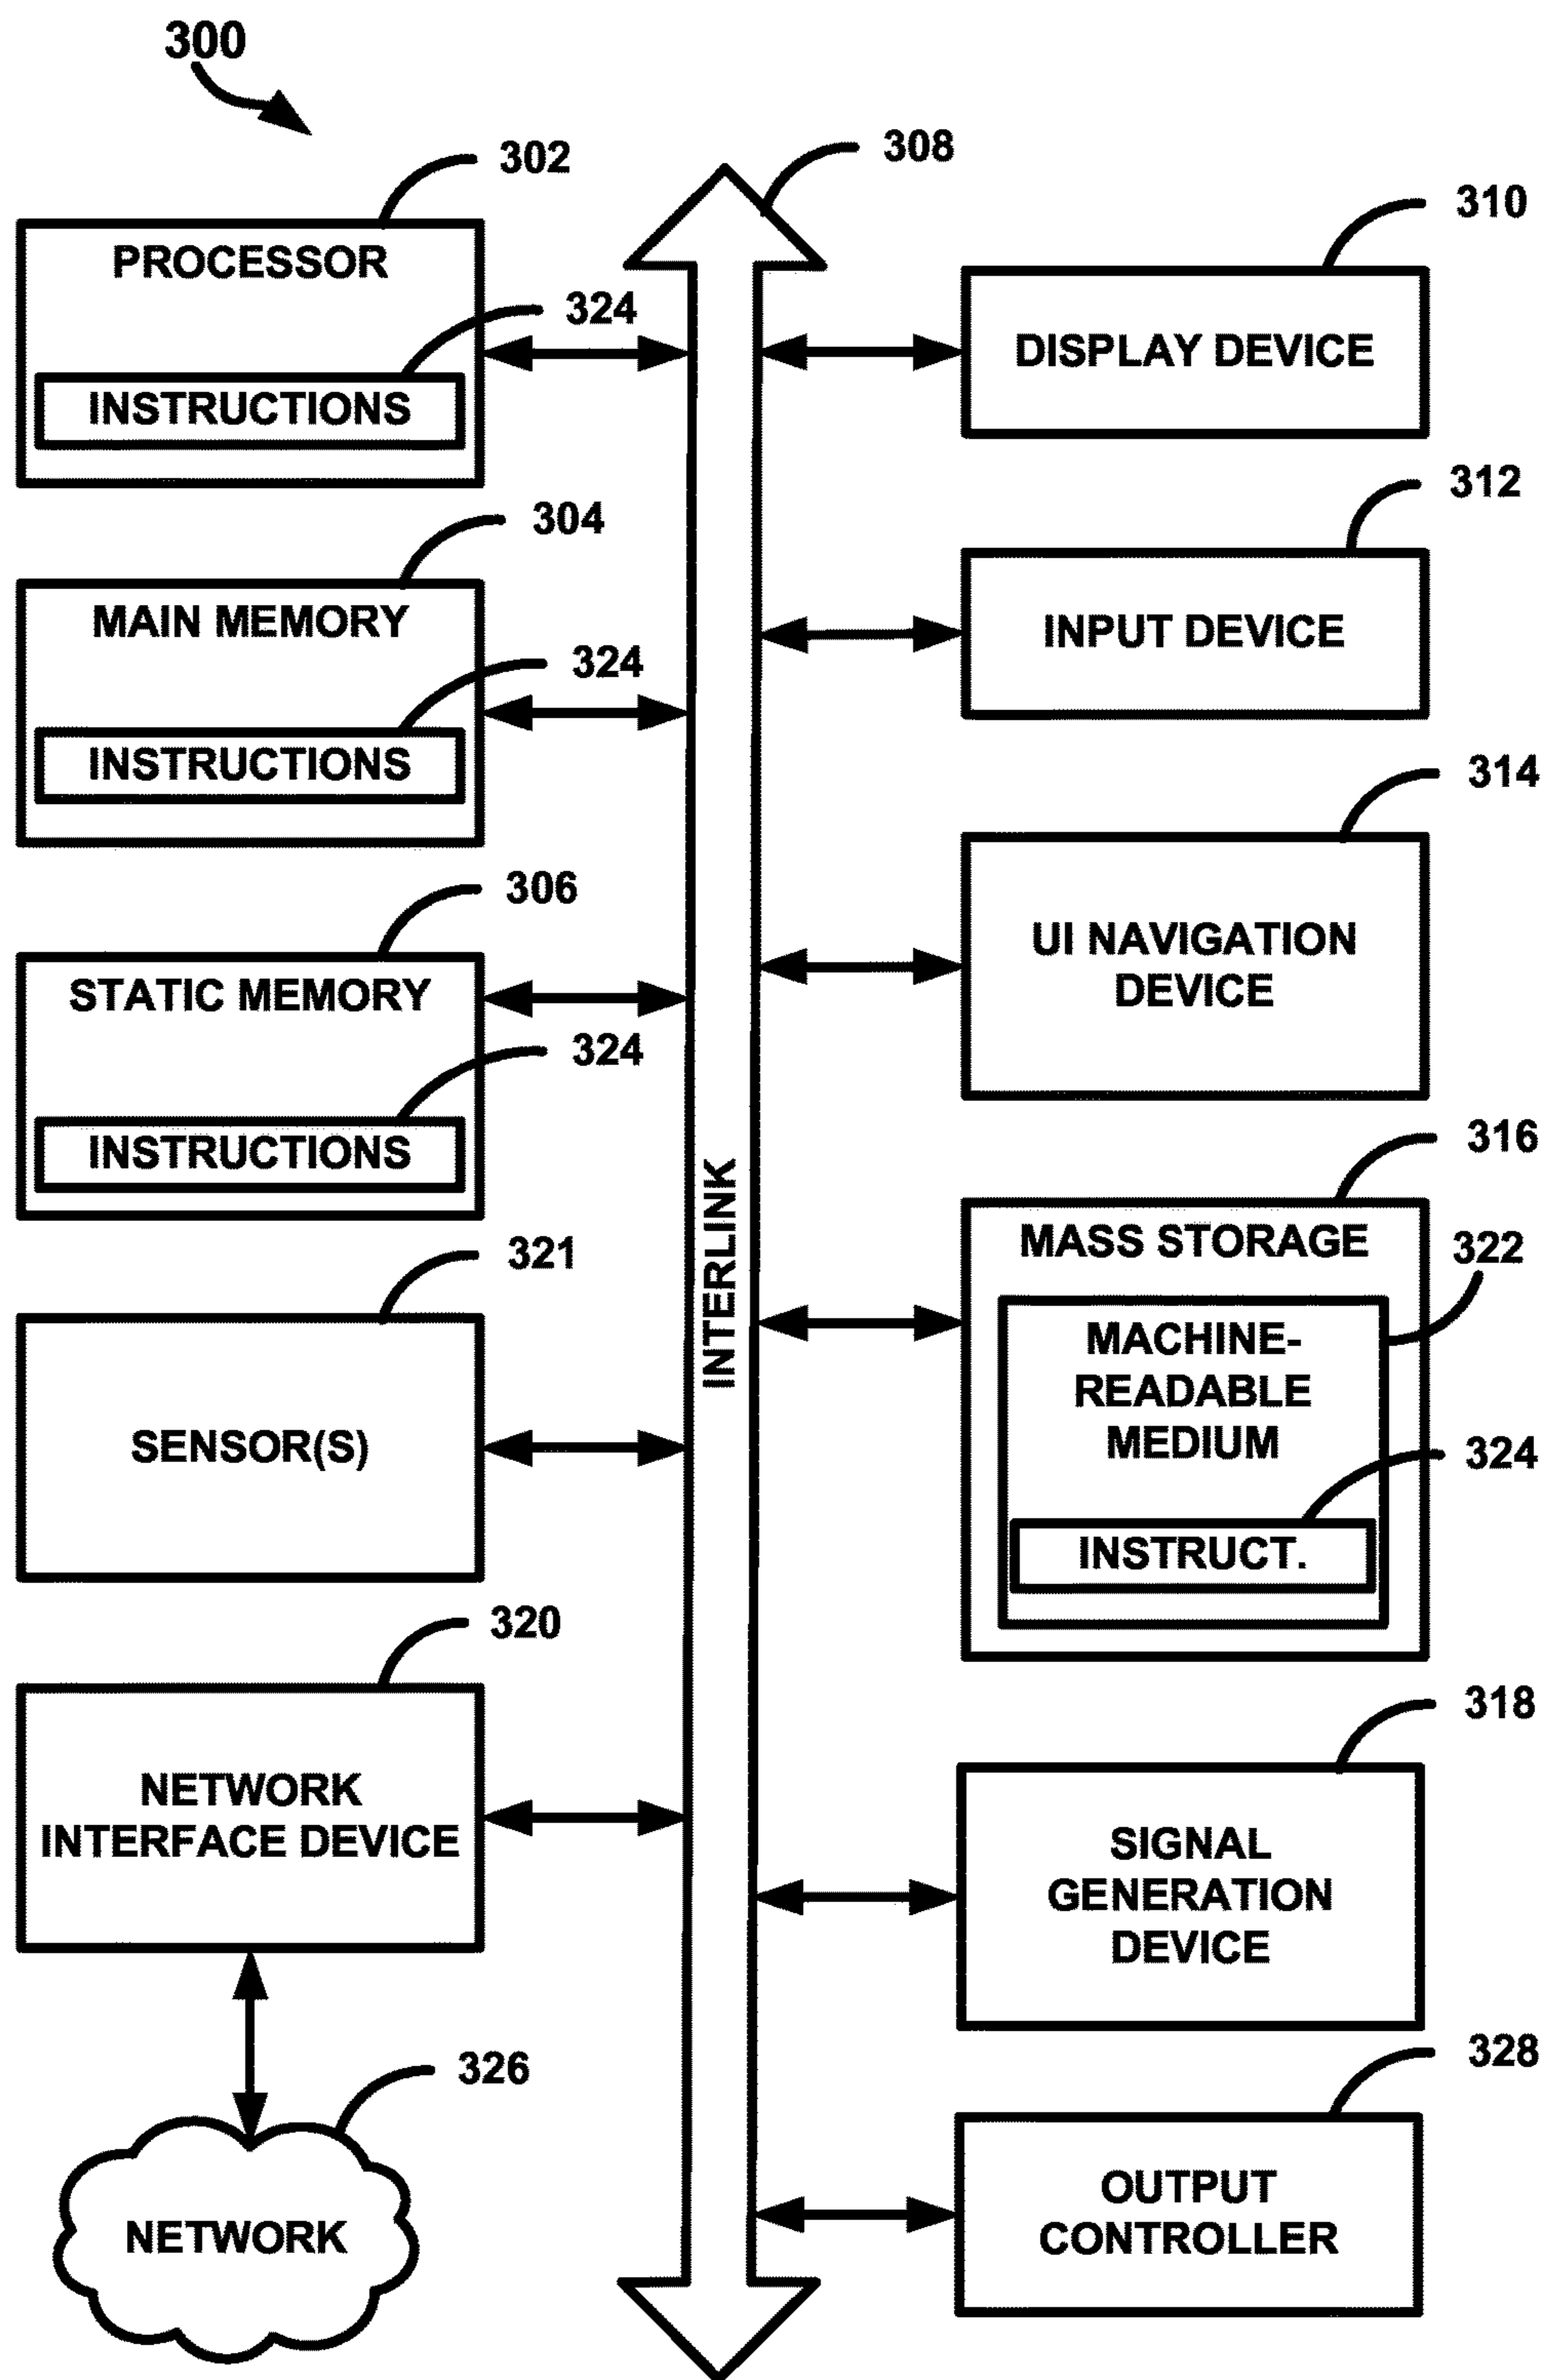 300
302
PROCESSOR
324
INSTRUCTIONS
304
MAIN MEMORY
324
INSTRUCTIONS
306
STATIC MEMORY
324
INSTRUCTIONS
321
SENSOR(S)
320
NETWORK
INTERFACE DEVICE
326
NETWORK
308
INTERLINK
310
DISPLAY DEVICE
312
INPUT DEVICE
314
UI NAVIGATION
DEVICE
316
MASS STORAGE
322
MACHINE-
READABLE
MEDIUM
324
INSTRUCT.
318
SIGNAL
GENERATION
DEVICE
328
OUTPUT
CONTROLLER